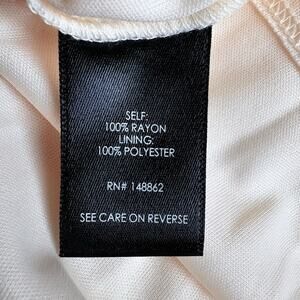 SELF:
100% RAYON
LINING:
100% POLYESTER
RN# 148862
SEE CARE ON REVERSE